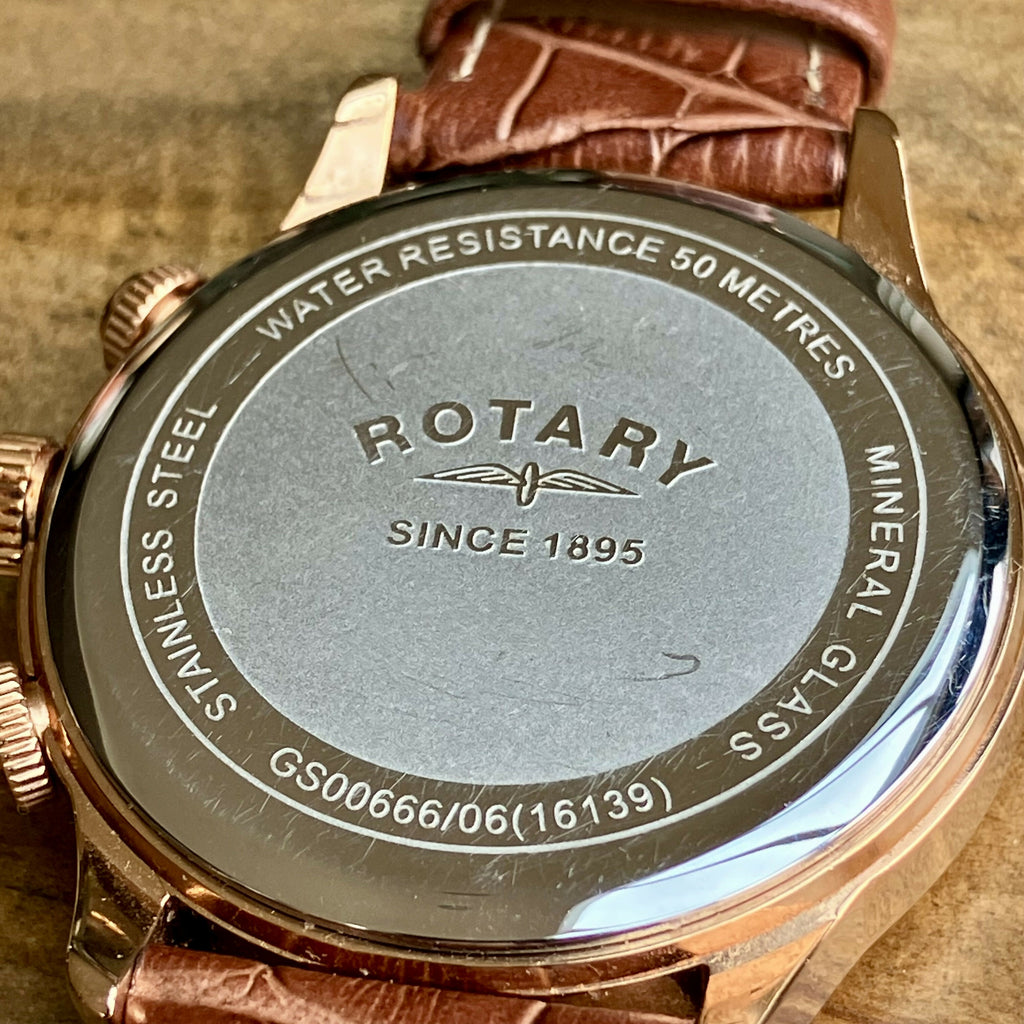 ROTARY
SINCE 1895
WATER RESISTANCE 50 METRES
MINERAL GLASS
GS00666/06(16139)
STAINLESS STEEL